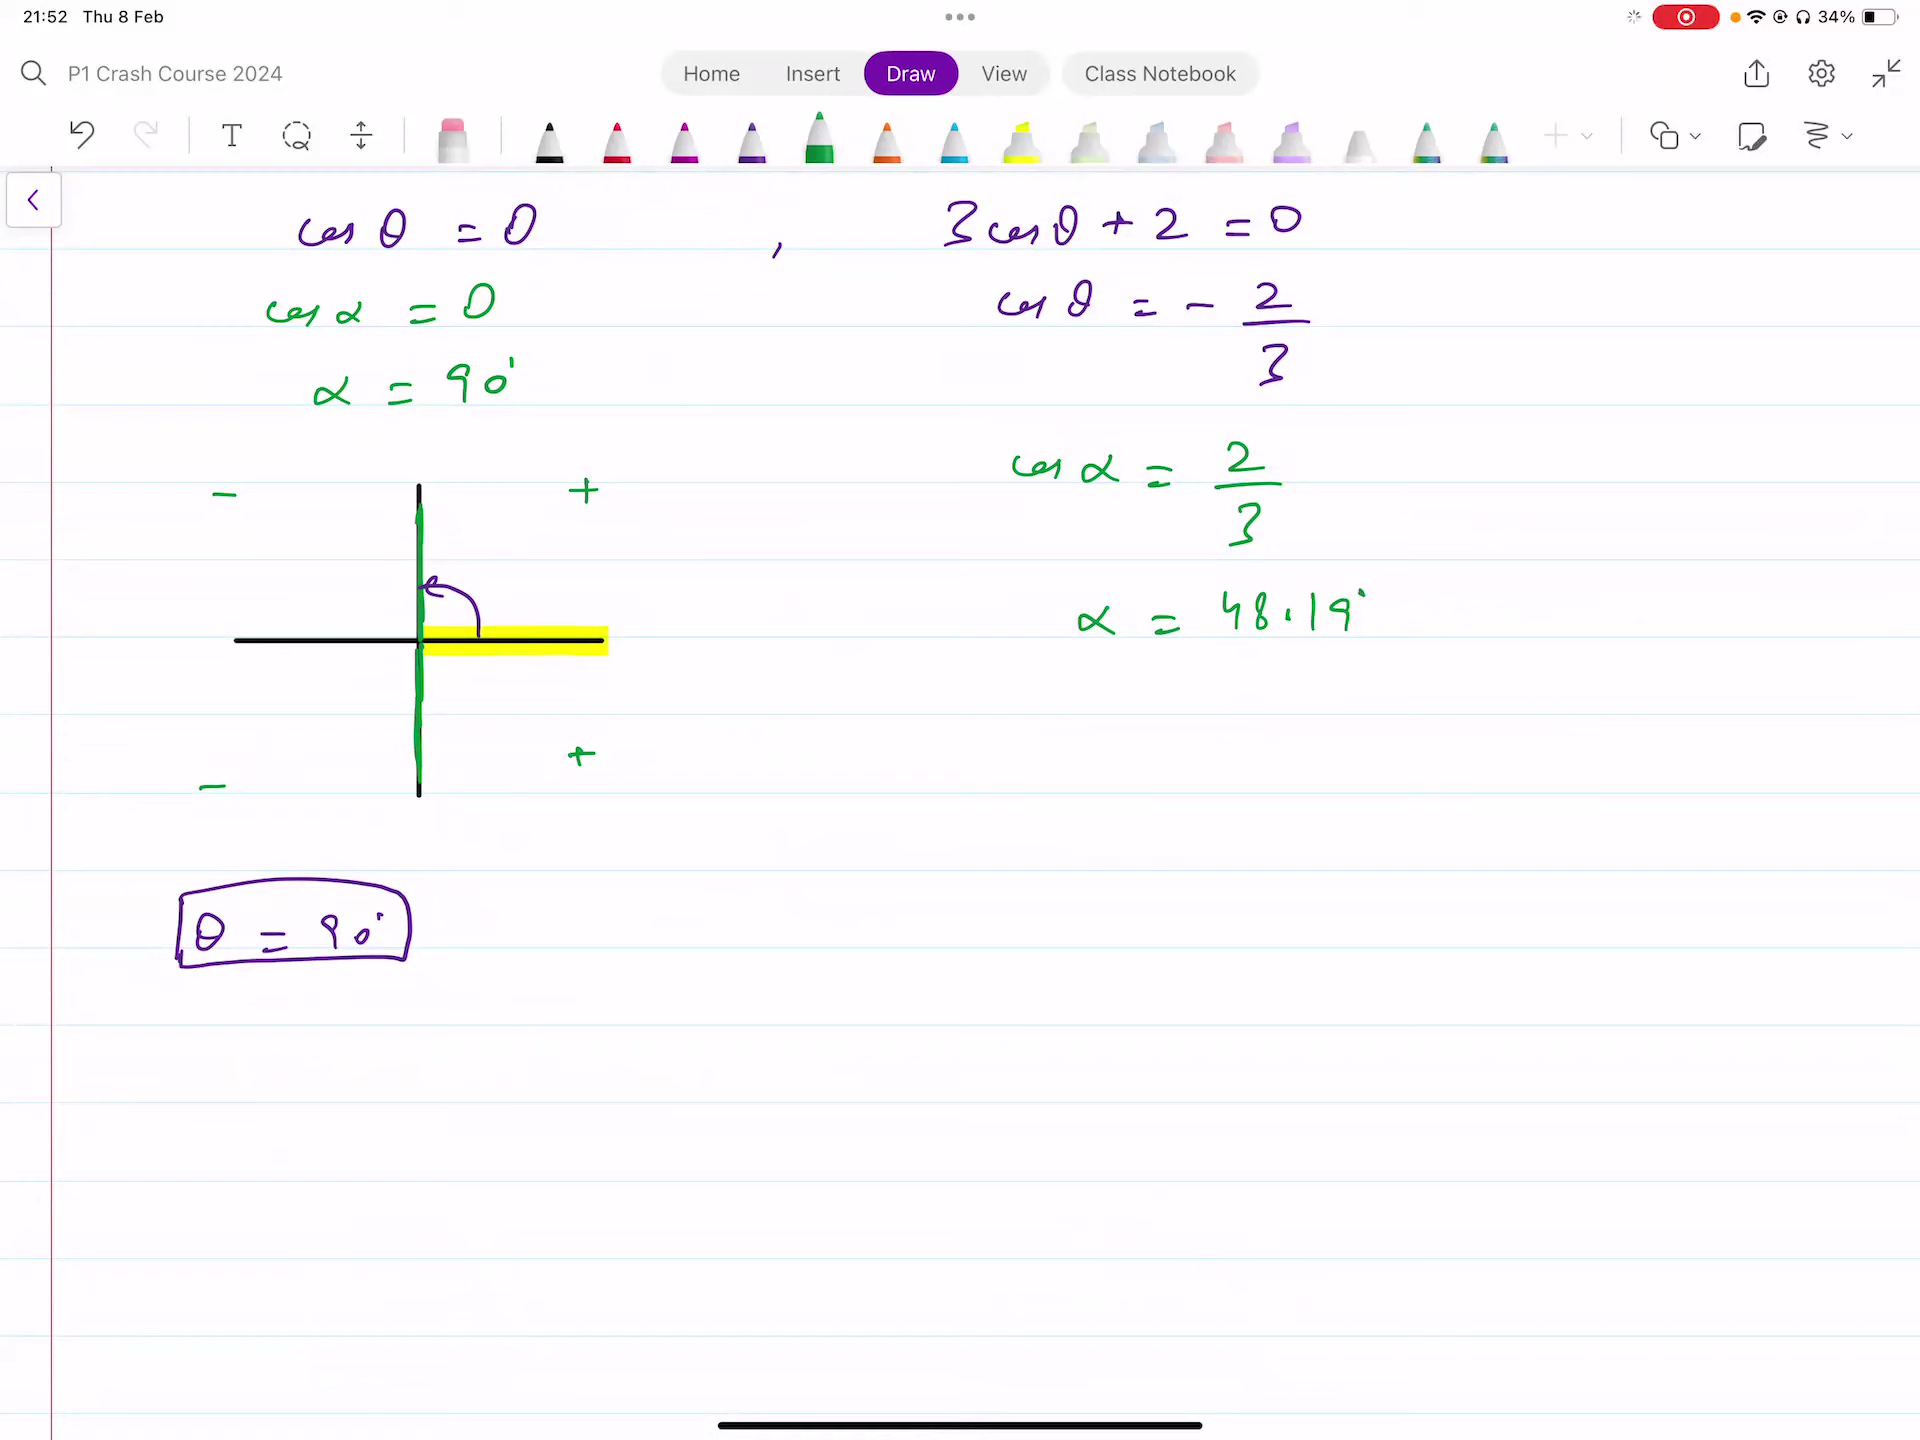 21:52 Thu 8 Feb
34%
P1 Crash Course 2024
Home Insert Draw View Class Notebook
T
cos θ = 0 , 3 cos θ + 2 = 0
cos α = 0
cos θ = - 2/3
α = 90°
cos α = 2/3
- +
α = 48.19°
- +
θ = 90°